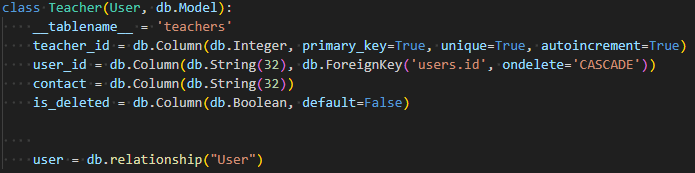 class Teacher(User, db.Model):
    __tablename__ = 'teachers'
    teacher_id = db.Column(db.Integer, primary_key=True, unique=True, autoincrement=True)
    user_id = db.Column(db.String(32), db.ForeignKey('users.id', ondelete='CASCADE'))
    contact = db.Column(db.String(32))
    is_deleted = db.Column(db.Boolean, default=False)
    user = db.relationship("User")